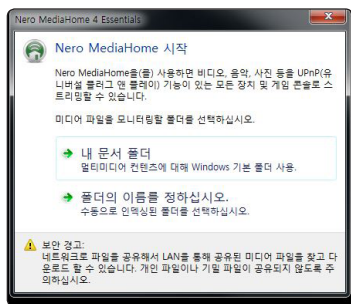 Nero MediaHome 4 Essentials
Nero MediaHome 시작
Nero MediaHome을(를) 사용하면 비디오, 음악, 사진 등을 UPnP(유
니버설 플러그 앤 플레이) 기능이 있는 모든 장치 및 게임 콘솔로 스
트리밍할 수 있습니다.
미디어 파일을 모니터링할 폴더를 선택하십시오.
내 문서 폴더
멀티미디어 컨텐츠에 대해 Windows 기본 폴더 사용.
폴더의 이름를 정하십시오.
수동으로 인덱싱된 폴더를 선택하십시오.
보안 경고:
네트워크로 파일을 공유해서 LAN을 통해 공유된 미디어 파일을 찾고 다
운로드 할 수 있습니다. 개인 파일이나 기밀 파일이 공유되지 않도록 주
의하십시오.